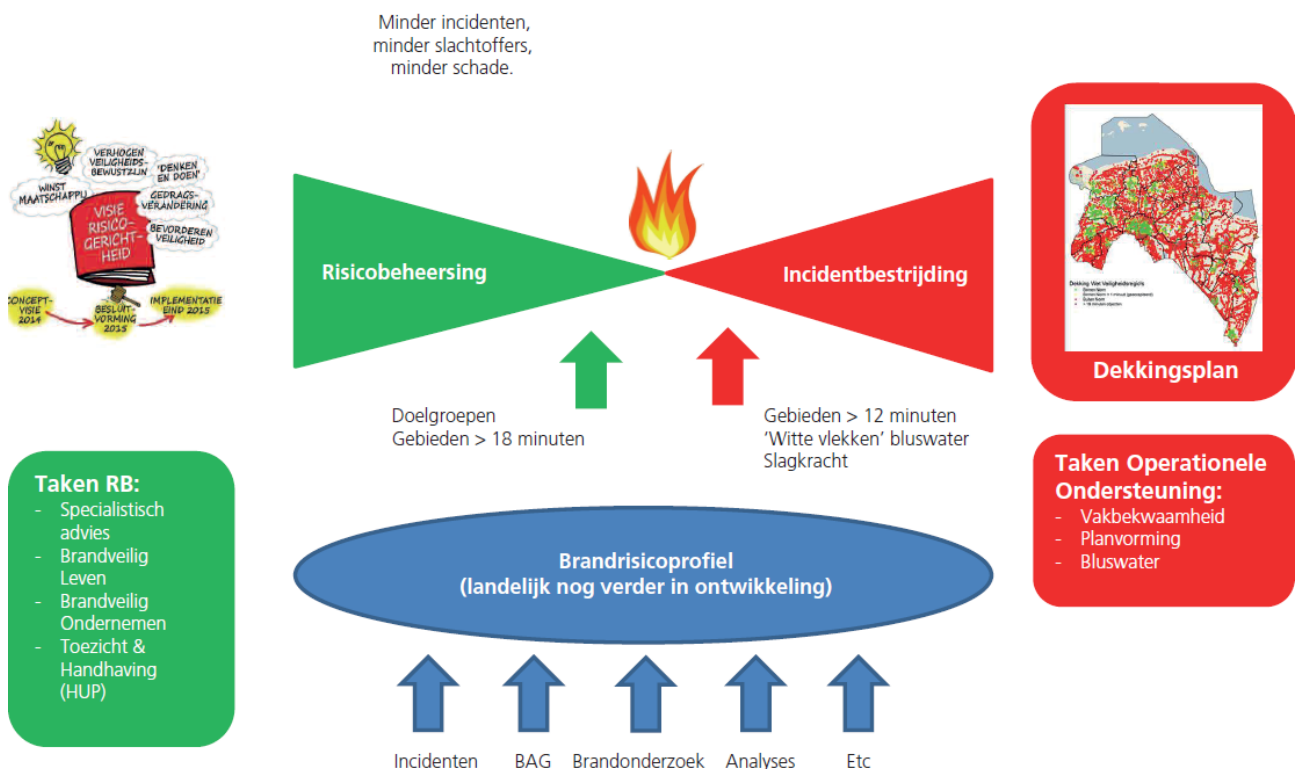 Minder incidenten,
minder slachtoffers,
minder schade.
VERHOGEN
VEILIGHEIDS-
BEWUSTZIJN
'DENKEN
EN DOEN'
WINST
MAATSCHAPPIJ
GEDRAGS-
VERANDERING
VISIE
RISICO-
GERICHT-
HEID
BEVORDEREN
VEILIGHEID
CONCEPT-
VISIE
2014
BESLUIT-
VORMING
2015
IMPLEMENTATIE
EIND 2015
Risicobeheersing
Incidentbestrijding
Dekking Wet Veiligheidsregio's
Dekkingsplan
Doelgroepen
Gebieden > 18 minuten
Gebieden > 12 minuten
'Witte vlekken' bluswater
Slagkracht
Taken RB:
- Specialistisch
advies
- Brandveilig
Leven
- Brandveilig
Ondernemen
- Toezicht &
Handhaving
(HUP)
Brandrisicoprofiel
(landelijk nog verder in ontwikkeling)
Taken Operationele
Ondersteuning:
- Vakbekwaamheid
- Planvorming
- Bluswater
Incidenten
BAG
Brandonderzoek
Analyses
Etc